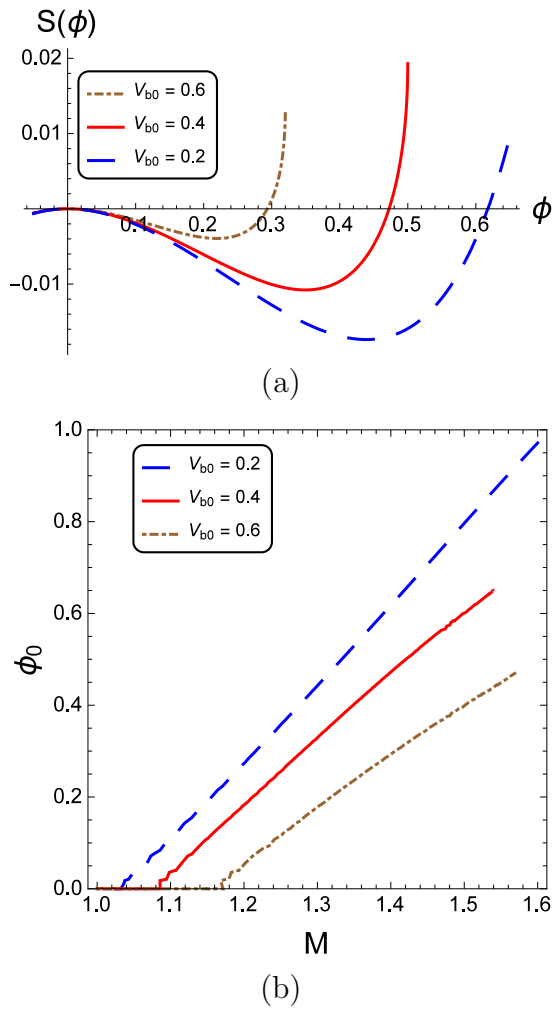 S(ϕ)
0.02
0.01
-0.01
V_b0 = 0.6
V_b0 = 0.4
V_b0 = 0.2
0.1 0.2 0.3 0.4 0.5 0.6 ϕ
(a)
1.0
0.8
0.6
0.4
0.2
0.0
ϕ_0
V_b0 = 0.2
V_b0 = 0.4
V_b0 = 0.6
1.0 1.1 1.2 1.3 1.4 1.5 1.6
M
(b)